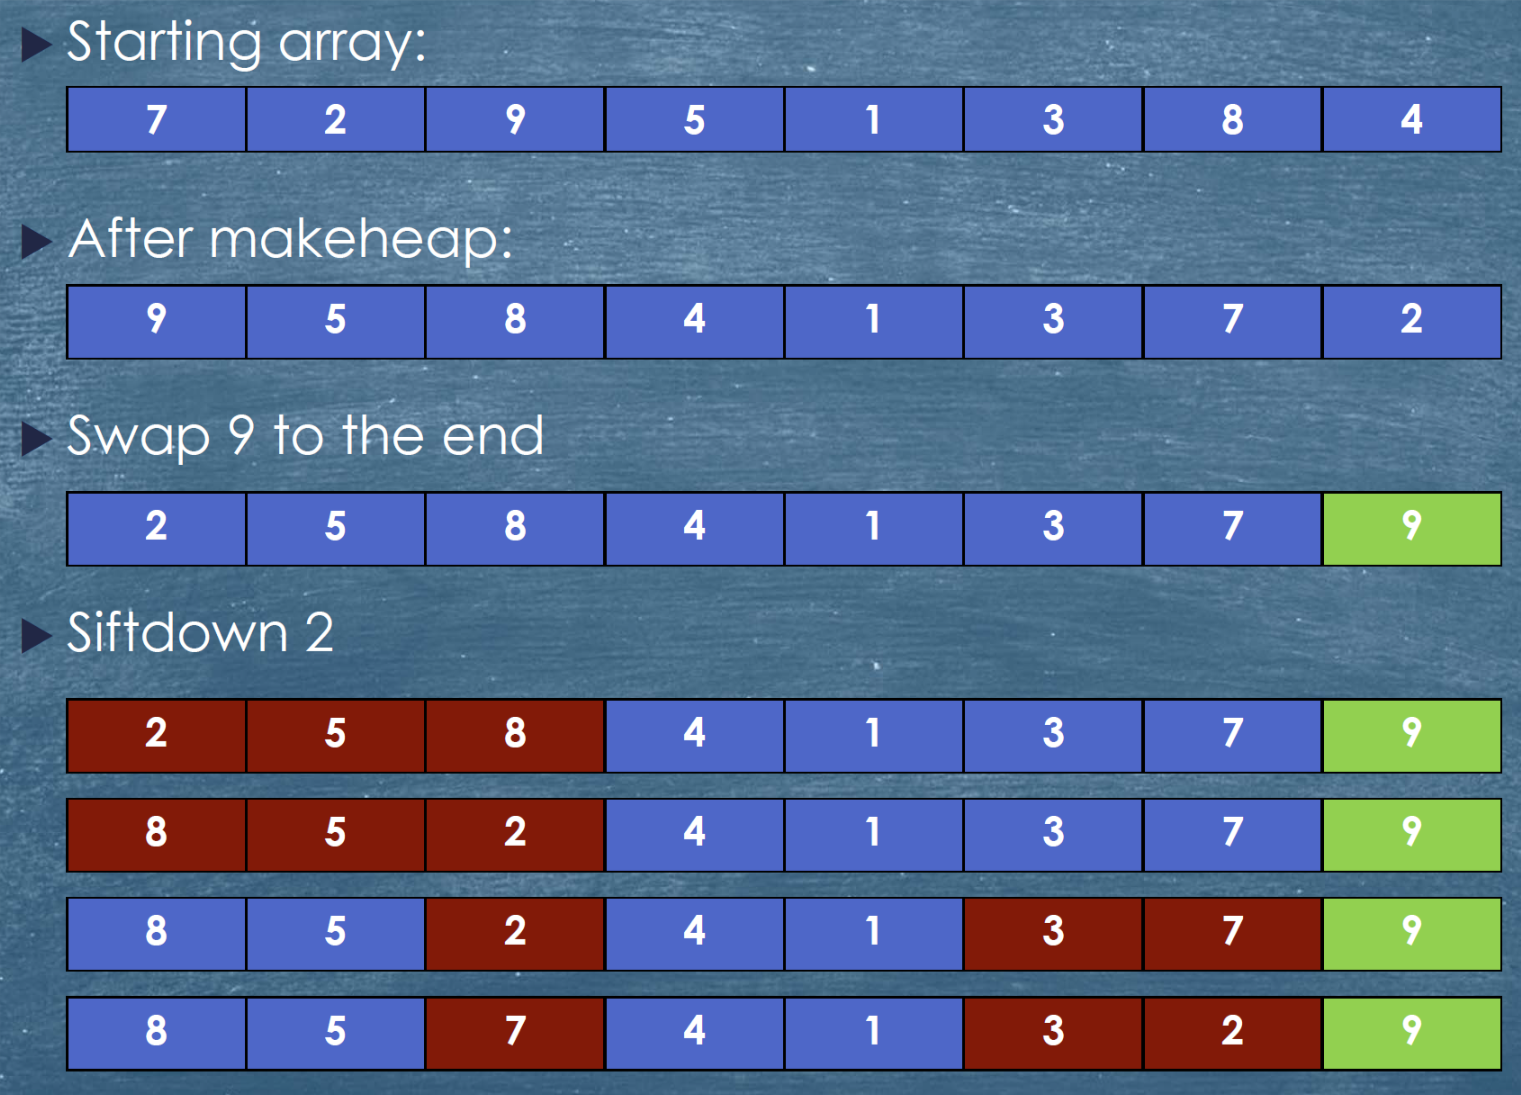 Starting array:
7 2 9 5 1 3 8 4
After makeheap:
9 5 8 4 1 3 7 2
Swap 9 to the end
2 5 8 4 1 3 7 9
Siftdown 2
2 5 8 4 1 3 7 9
8 5 2 4 1 3 7 9
8 5 2 4 1 3 7 9
8 5 7 4 1 3 2 9